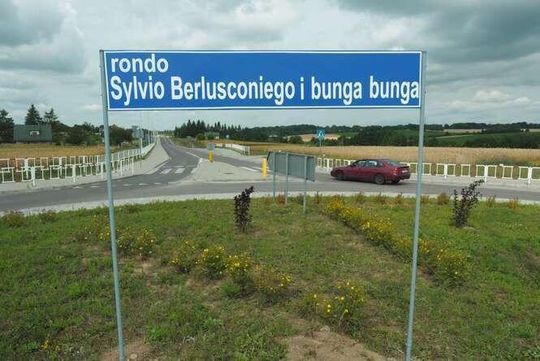 rondo
Sylvio Berlusconiego i bunga bunga